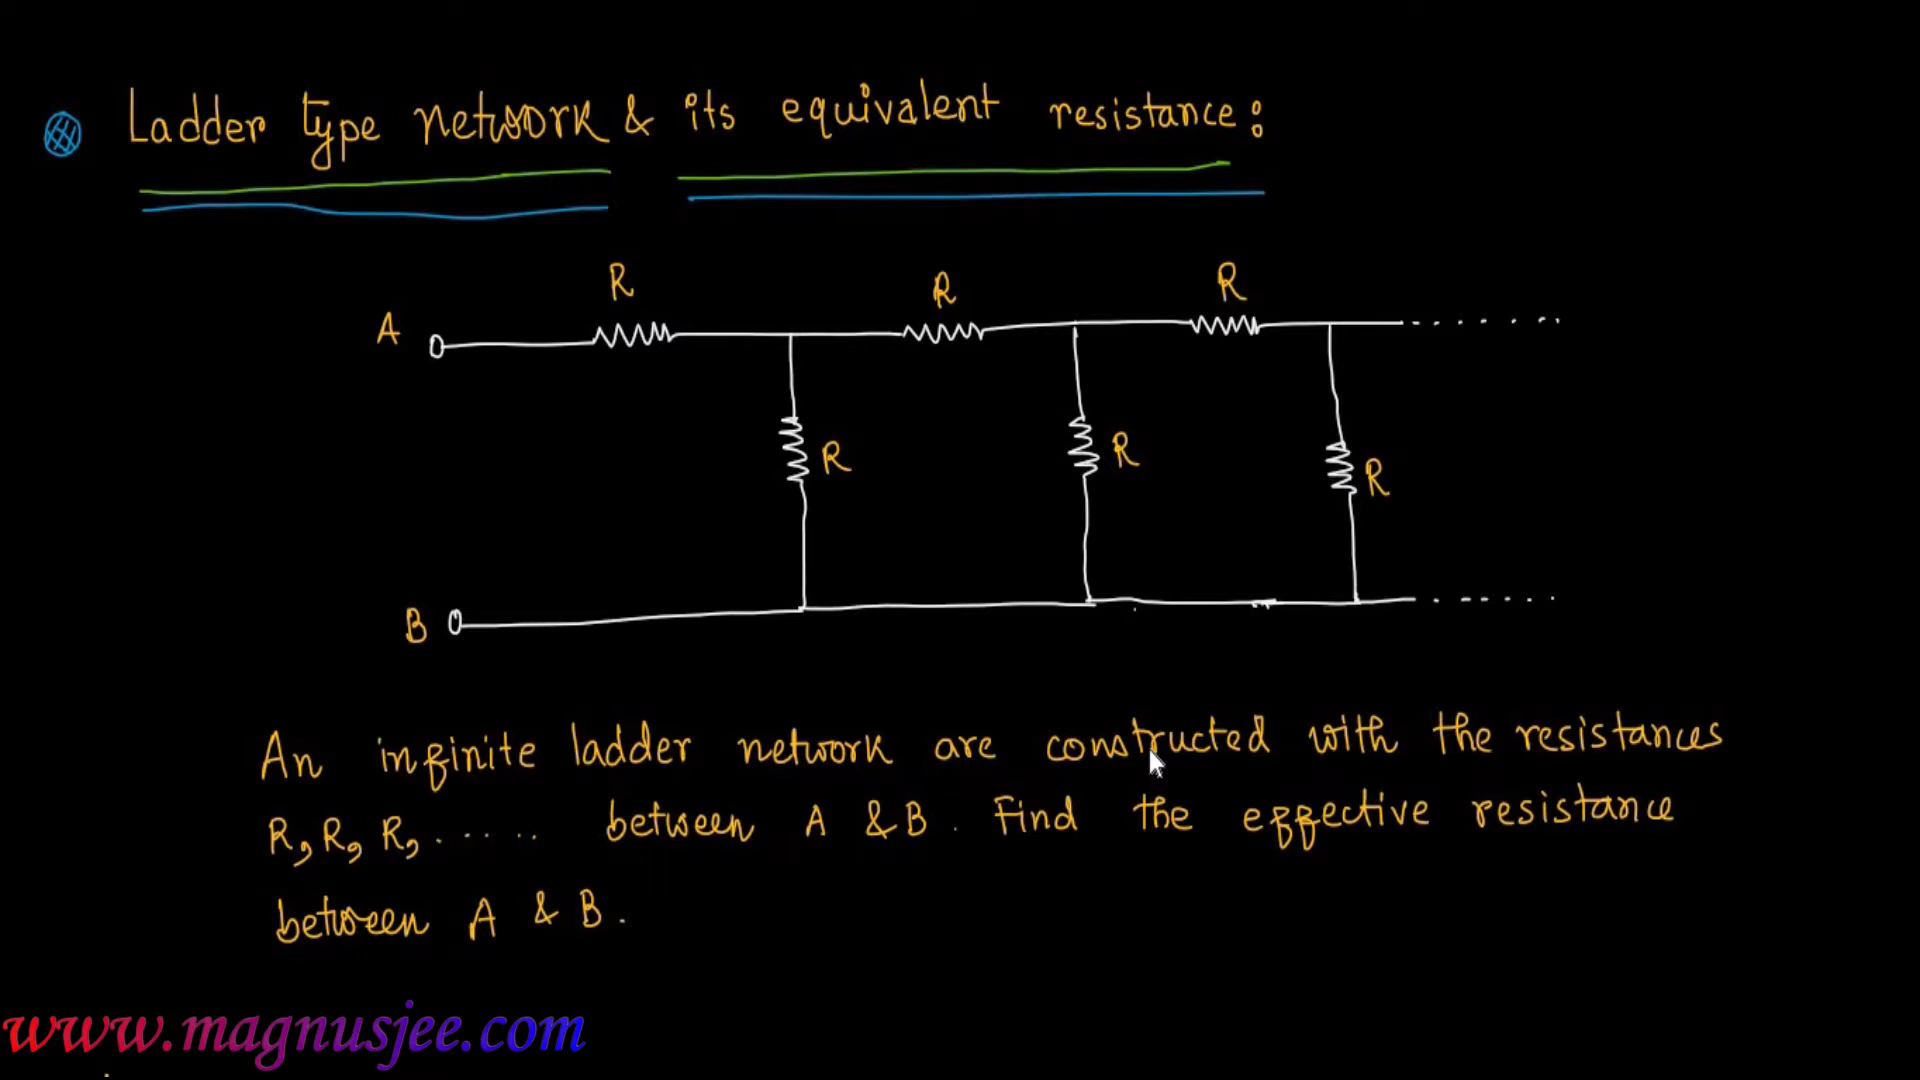 Ladder type network & its equivalent resistance:
R R R
A
R R R
B
An infinite ladder network are constructed with the resistances
R, R, R, ..... between A & B. Find the effective resistance
between A & B.
www.magnusjee.com